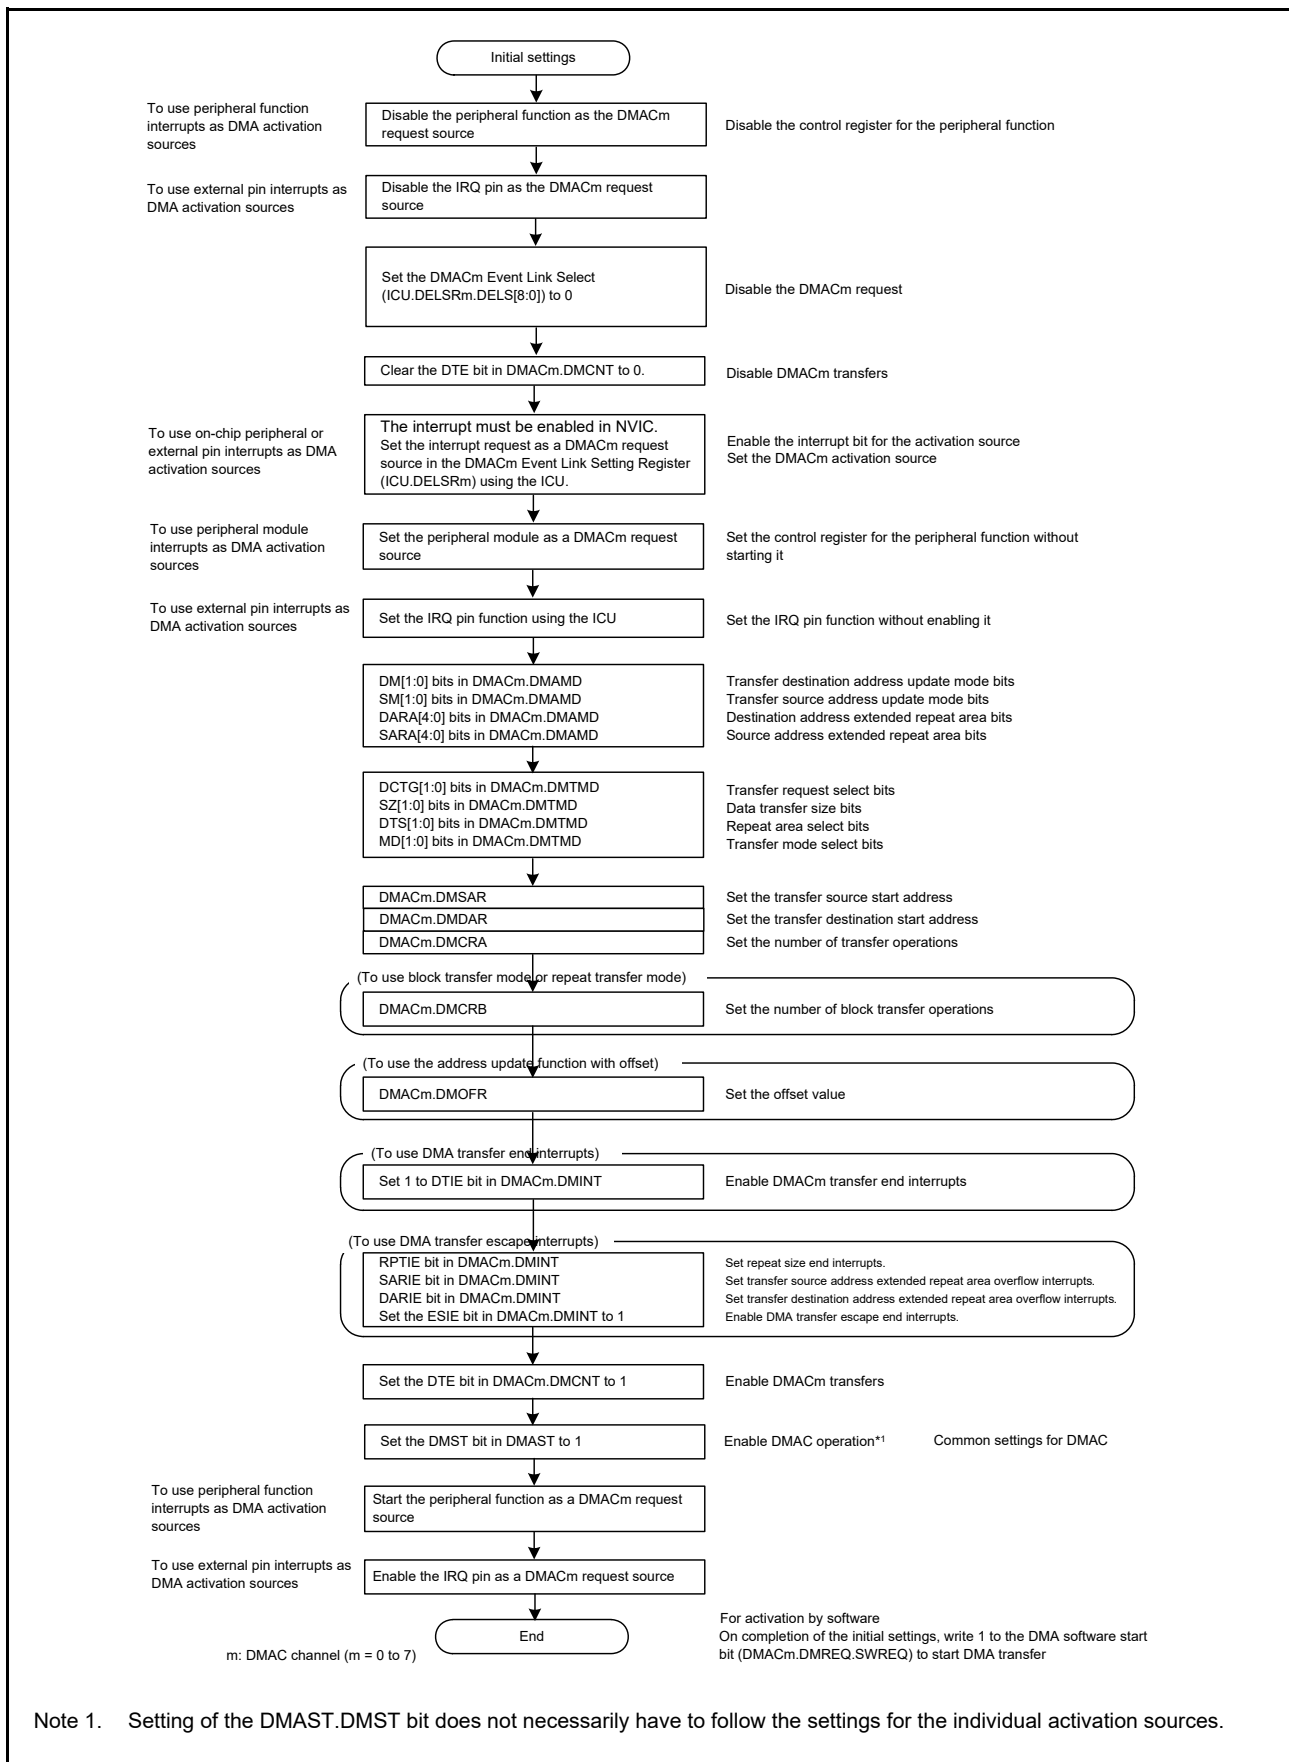 Initial settings
To use peripheral function
interrupts as DMA activation
sources
Disable the peripheral function as the DMACm
request source
Disable the control register for the peripheral function
To use external pin interrupts as
DMA activation sources
Disable the IRQ pin as the DMACm request
source
Set the DMACm Event Link Select
(ICU.DELSRm.DELS[8:0]) to 0
Disable the DMACm request
Clear the DTE bit in DMACm.DMCNT to 0.
Disable DMACm transfers
To use on-chip peripheral or
external pin interrupts as DMA
activation sources
The interrupt must be enabled in NVIC.
Set the interrupt request as a DMACm request
source in the DMACm Event Link Setting Register
(ICU.DELSRm) using the ICU.
Enable the interrupt bit for the activation source
Set the DMACm activation source
To use peripheral module
interrupts as DMA activation
sources
Set the peripheral module as a DMACm request
source
Set the control register for the peripheral function without
starting it
To use external pin interrupts as
DMA activation sources
Set the IRQ pin function using the ICU
Set the IRQ pin function without enabling it
DM[1:0] bits in DMACm.DMAMD
SM[1:0] bits in DMACm.DMAMD
DARA[4:0] bits in DMACm.DMAMD
SARA[4:0] bits in DMACm.DMAMD
Transfer destination address update mode bits
Transfer source address update mode bits
Destination address extended repeat area bits
Source address extended repeat area bits
DCTG[1:0] bits in DMACm.DMTMD
SZ[1:0] bits in DMACm.DMTMD
DTS[1:0] bits in DMACm.DMTMD
MD[1:0] bits in DMACm.DMTMD
Transfer request select bits
Data transfer size bits
Repeat area select bits
Transfer mode select bits
DMACm.DMSAR
Set the transfer source start address
DMACm.DMDAR
Set the transfer destination start address
DMACm.DMCRA
Set the number of transfer operations
(To use block transfer mode or repeat transfer mode)
DMACm.DMCRB
Set the number of block transfer operations
(To use the address update function with offset)
DMACm.DMOFR
Set the offset value
(To use DMA transfer end interrupts)
Set 1 to DTIE bit in DMACm.DMINT
Enable DMACm transfer end interrupts
(To use DMA transfer escape interrupts)
RPTIE bit in DMACm.DMINT
SARIE bit in DMACm.DMINT
DARIE bit in DMACm.DMINT
Set the ESIE bit in DMACm.DMINT to 1
Set repeat size end interrupts.
Set transfer source address extended repeat area overflow interrupts.
Set transfer destination address extended repeat area overflow interrupts.
Enable DMA transfer escape end interrupts.
Set the DTE bit in DMACm.DMCNT to 1
Enable DMACm transfers
Set the DMST bit in DMAST to 1
Enable DMAC operation*1
Common settings for DMAC
To use peripheral function
interrupts as DMA activation
sources
Start the peripheral function as a DMACm request
source
To use external pin interrupts as
DMA activation sources
Enable the IRQ pin as a DMACm request source
End
For activation by software
On completion of the initial settings, write 1 to the DMA software start
bit (DMACm.DMREQ.SWREQ) to start DMA transfer
m: DMAC channel (m = 0 to 7)
Note 1. Setting of the DMAST.DMST bit does not necessarily have to follow the settings for the individual activation sources.